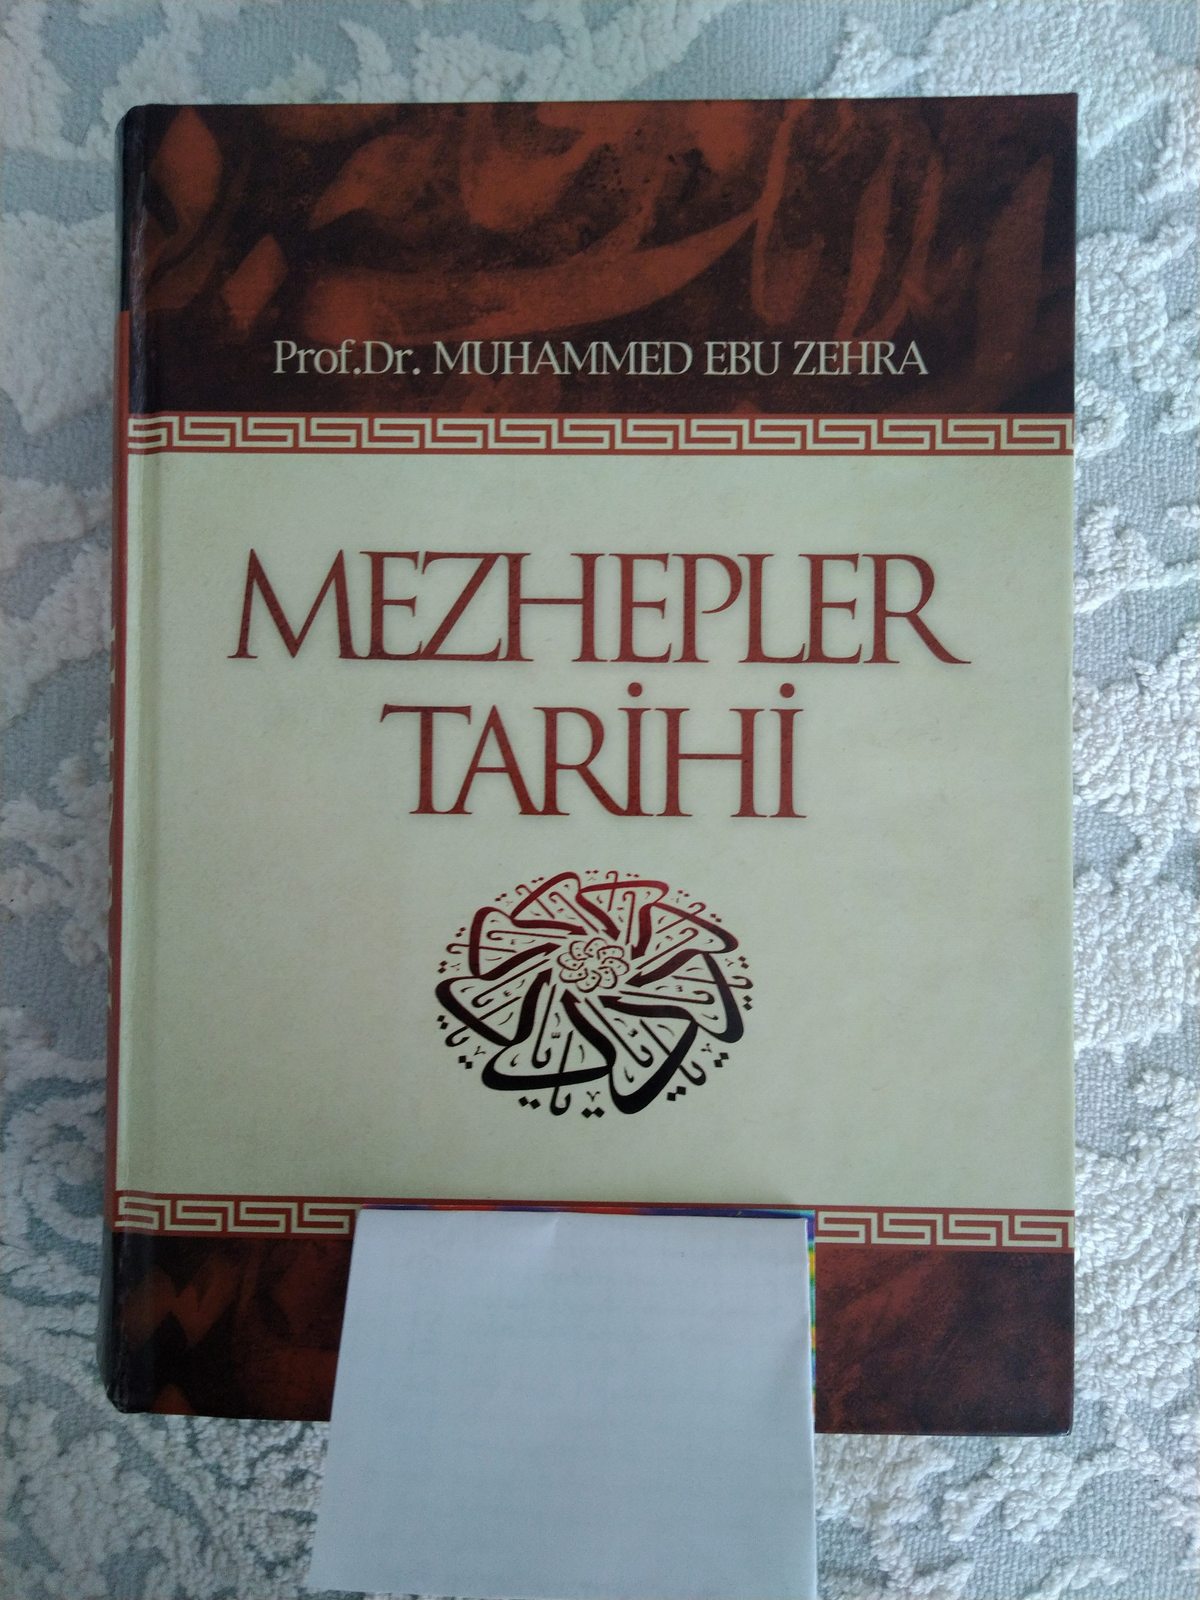 Prof.Dr. MUHAMMED EBU ZEHRA
MEZHEPLER
TARİHİ